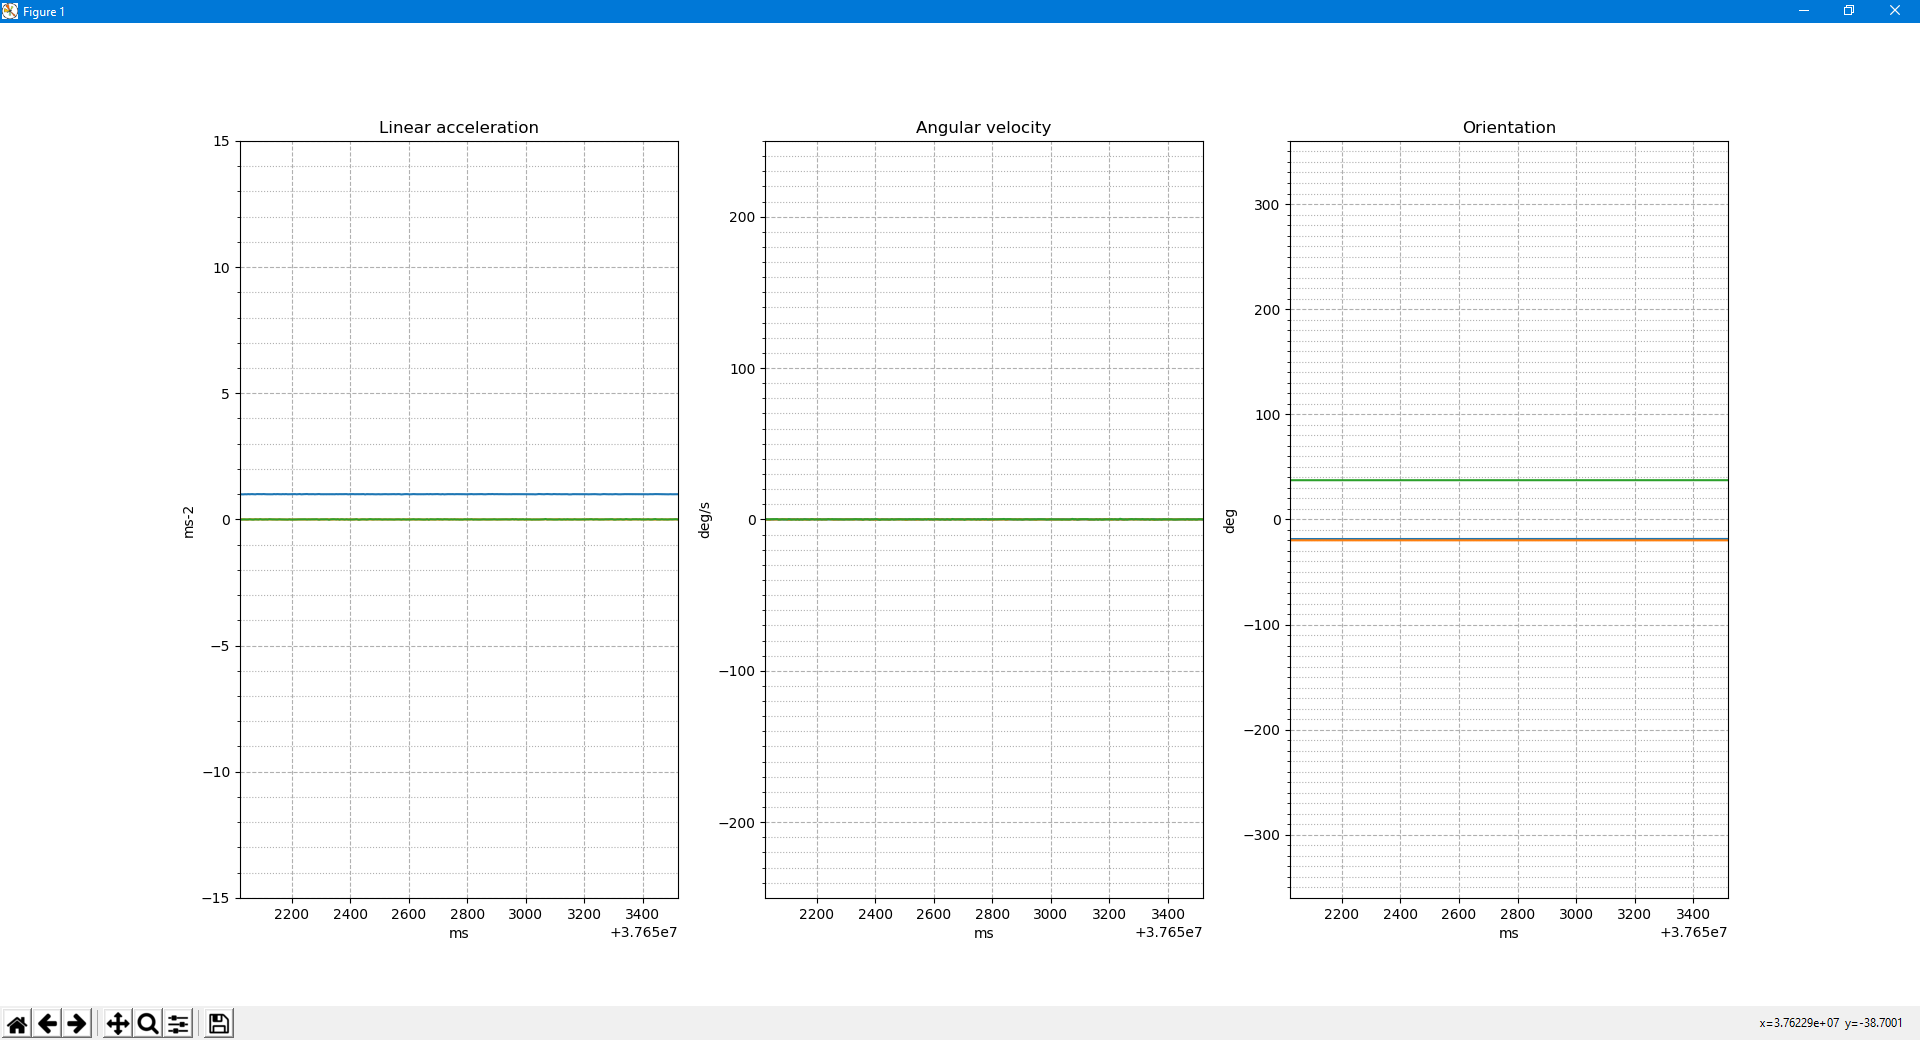 Figure 1
Linear acceleration
15
10
5
0
−5
−10
−15
ms-2
2200 2400 2600 2800 3000 3200 3400
ms
+3.765e7
Angular velocity
200
100
0
−100
−200
deg/s
2200 2400 2600 2800 3000 3200 3400
ms
+3.765e7
Orientation
300
200
100
0
−100
−200
−300
deg
2200 2400 2600 2800 3000 3200 3400
ms
+3.765e7
x=3.76229e+07 y=-38.7001